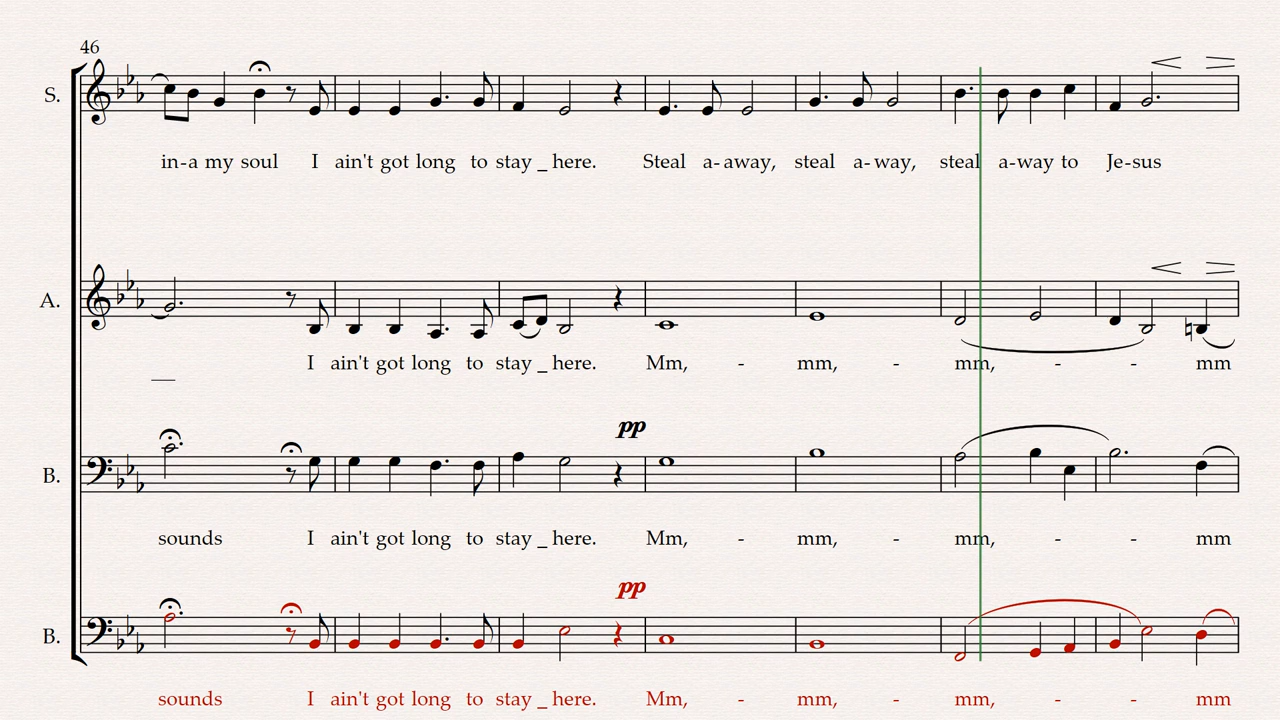 46
S.
in-a my soul I ain't got long to stay _ here. Steal a-away, steal a-way, steal a-way to Je-sus
A.
I ain't got long to stay _ here. Mm, - mm, - mm, - - mm
pp
B.
sounds I ain't got long to stay _ here. Mm, - mm, - mm, - - mm
pp
B.
sounds I ain't got long to stay _ here. Mm, - mm, - mm, - - mm